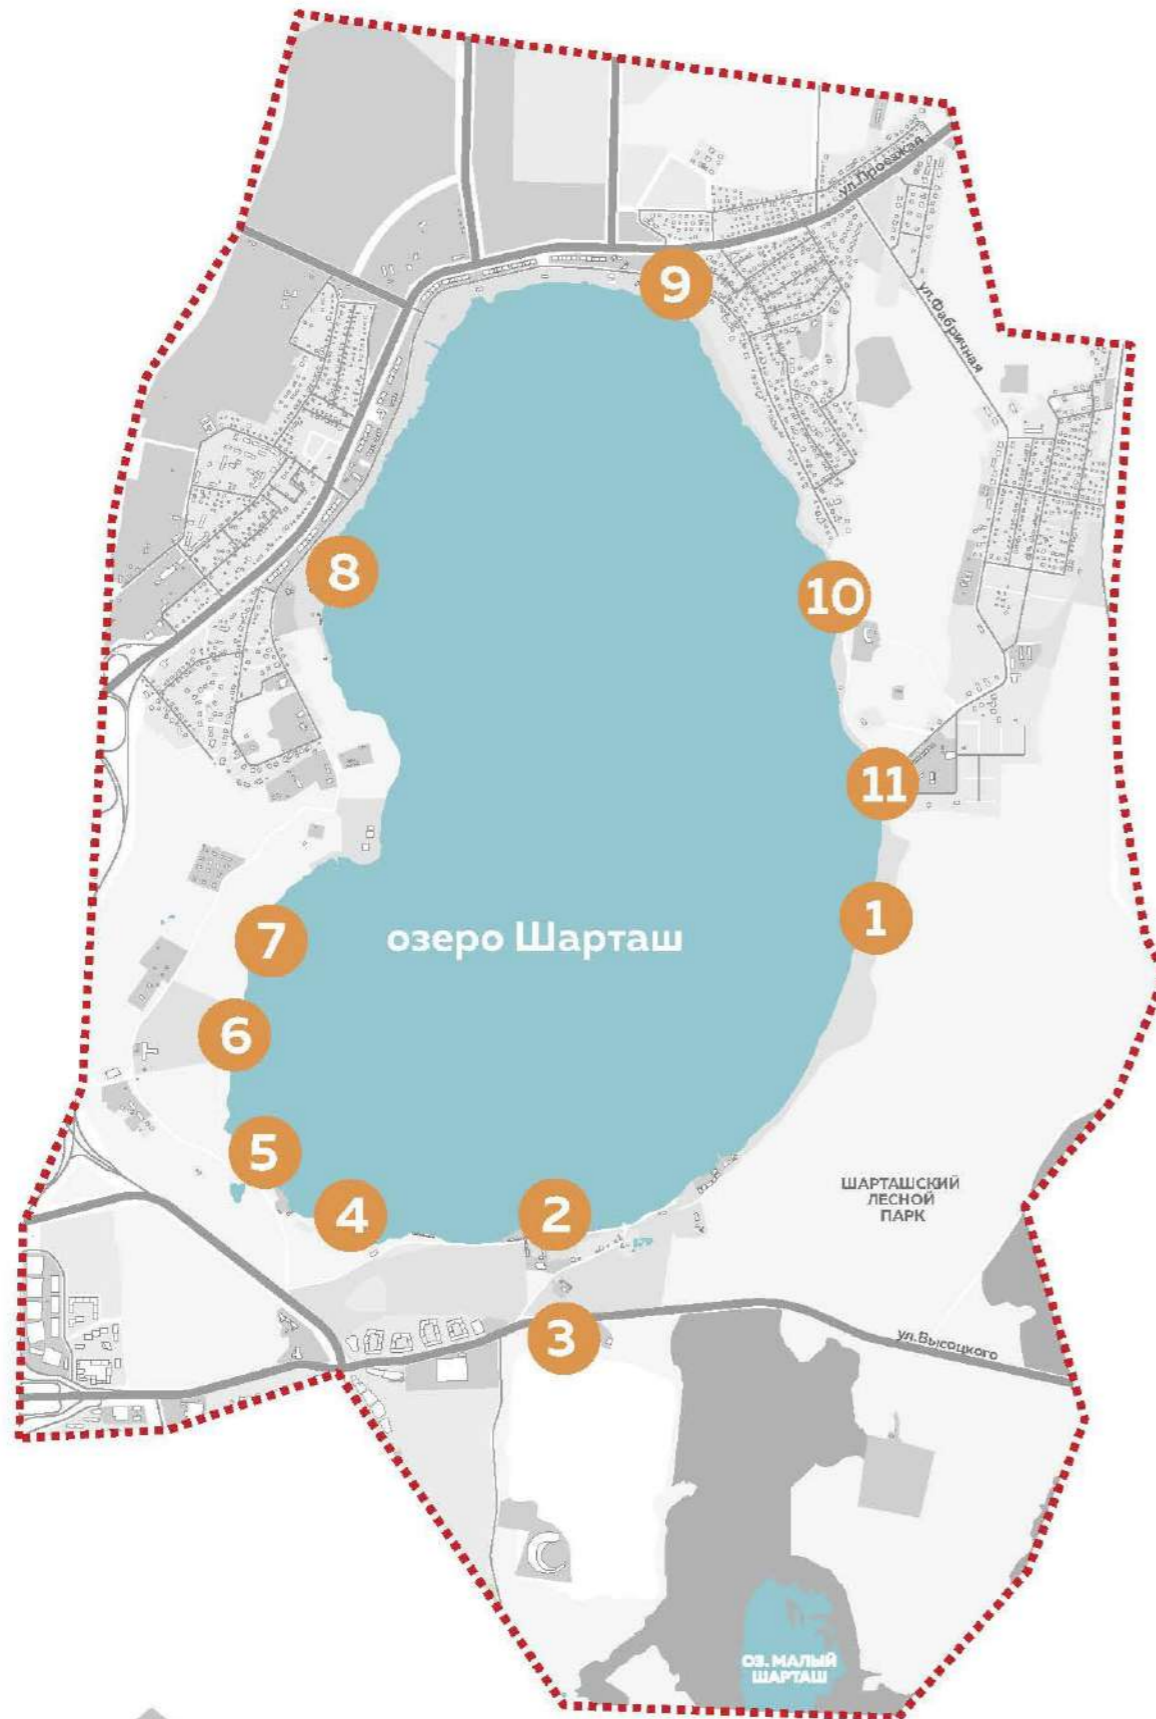 ул.Проезжая
9
ул.Фабричная
8
10
11
1
озеро Шарташ
7
6
5
ШАРТАШСКИЙ
ЛЕСНОЙ
ПАРК
4
2
3
ул.Высоцкого
ОЗ. МАЛЫЙ
ШАРТАШ